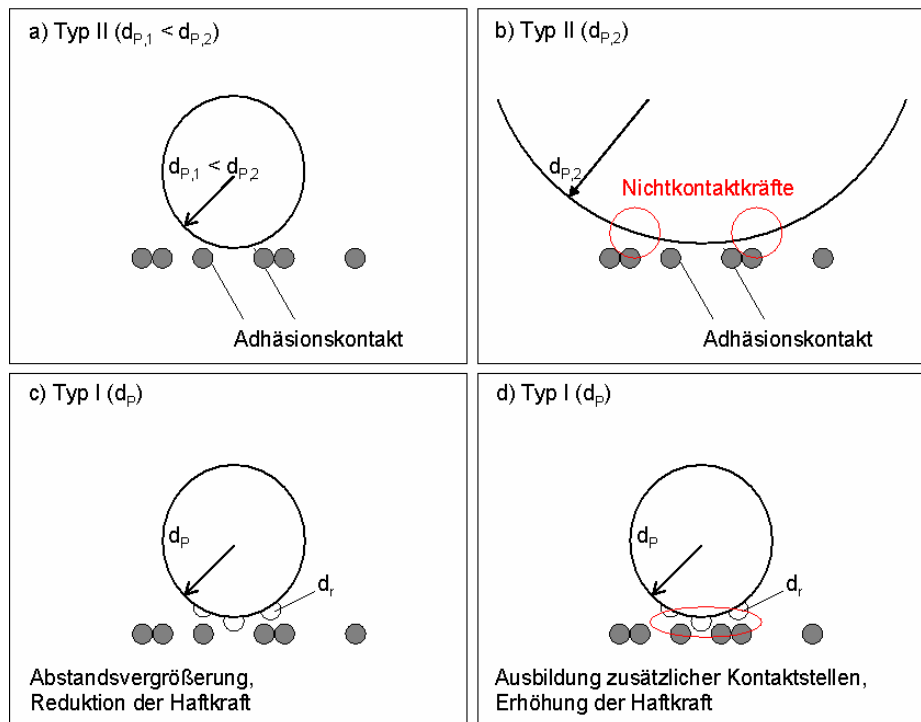 a) Typ II (dP,1 < dP,2)
dP,1 < dP,2
Adhäsionskontakt
b) Typ II (dP,2)
dP,2
Nichtkontaktkräfte
Adhäsionskontakt
c) Typ I (dP)
dP
dr
Abstandsvergrößerung,
Reduktion der Haftkraft
d) Typ I (dP)
dP
dr
Ausbildung zusätzlicher Kontaktstellen,
Erhöhung der Haftkraft